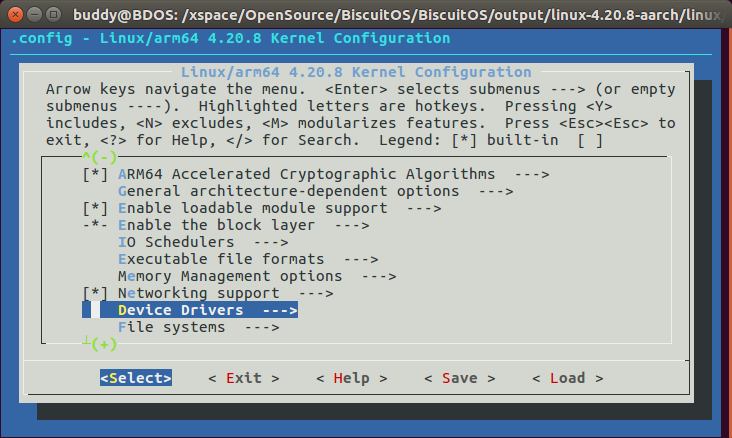 buddy@BDOS: /xspace/OpenSource/BiscuitOS/BiscuitOS/output/linux-4.20.8-aarch/linux/
.config - Linux/arm64 4.20.8 Kernel Configuration
Linux/arm64 4.20.8 Kernel Configuration
Arrow keys navigate the menu.  <Enter> selects submenus ---> (or empty
submenus ----).  Highlighted letters are hotkeys.  Pressing <Y>
includes, <N> excludes, <M> modularizes features.  Press <Esc><Esc> to
exit, <?> for Help, </> for Search.  Legend: [*] built-in  [ ]
^(-)
[*] ARM64 Accelerated Cryptographic Algorithms  --->
General architecture-dependent options  --->
[*] Enable loadable module support  --->
-*- Enable the block layer  --->
IO Schedulers  --->
Executable file formats  --->
Memory Management options  --->
[*] Networking support  --->
Device Drivers  --->
File systems  --->
(+)
<Select>    < Exit >    < Help >    < Save >    < Load >